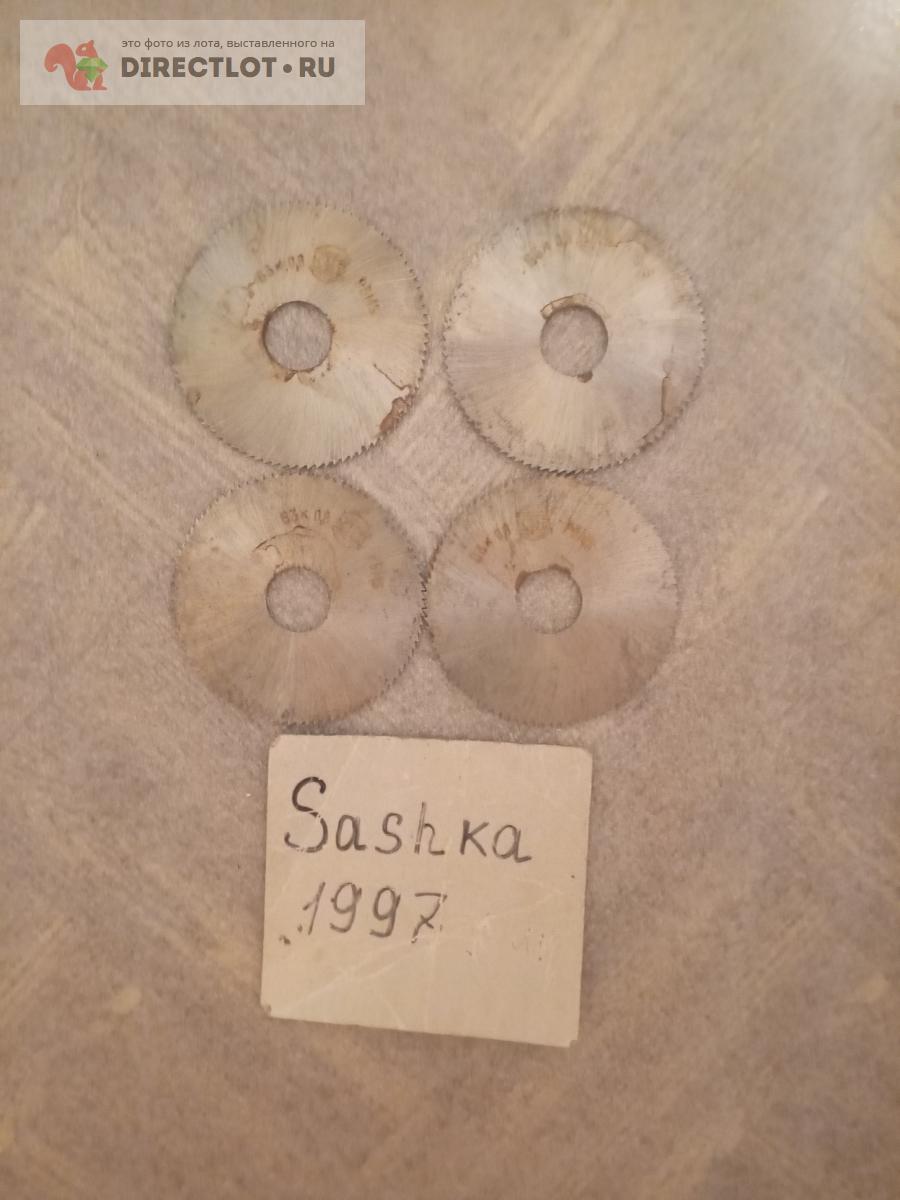 это фото из лота, выставленного на
DIRECTLOT•RU
Sashka
1997